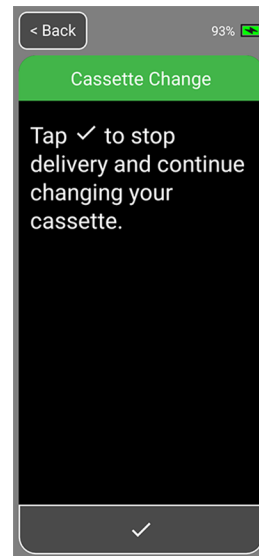 < Back
93%
Cassette Change
Tap ✓ to stop
delivery and continue
changing your
cassette.
✓